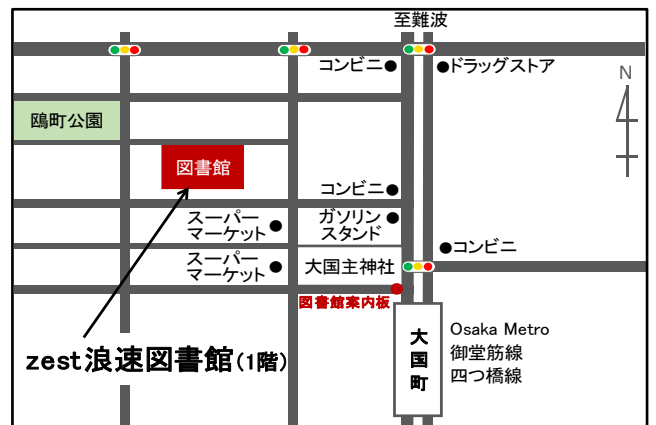 至難波
コンビニ
ドラッグストア
N
鴎町公園
図書館
コンビニ
スーパー
マーケット
ガソリン
スタンド
コンビニ
スーパー
マーケット
大国主神社
図書館案内板
zest浪速図書館(1階)
大国町
Osaka Metro
御堂筋線
四つ橋線